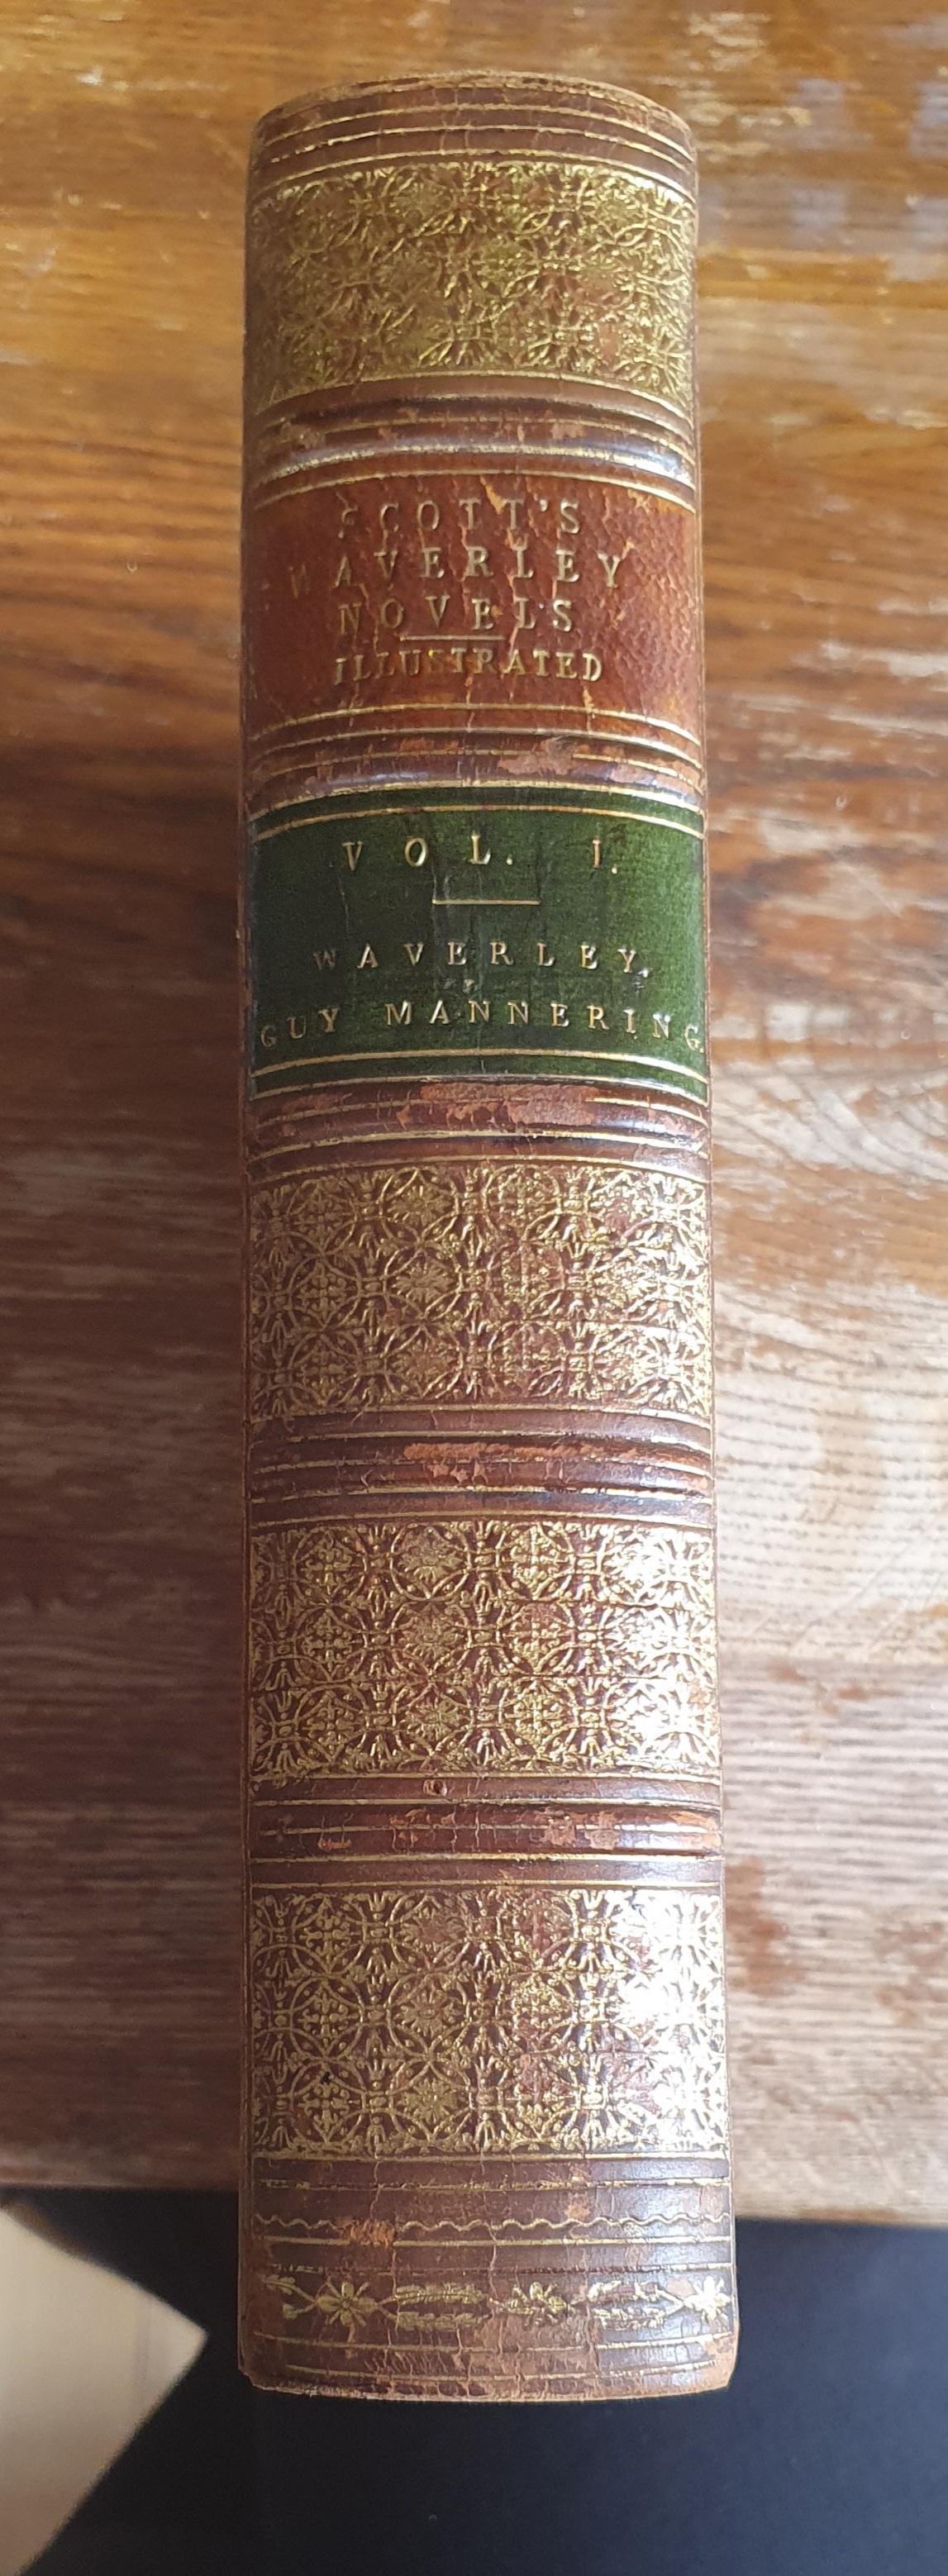 SCOTT'S
WAVERLEY
NOVELS
ILLUSTRATED
VOL. I.
WAVERLEY,
GUY MANNERING.